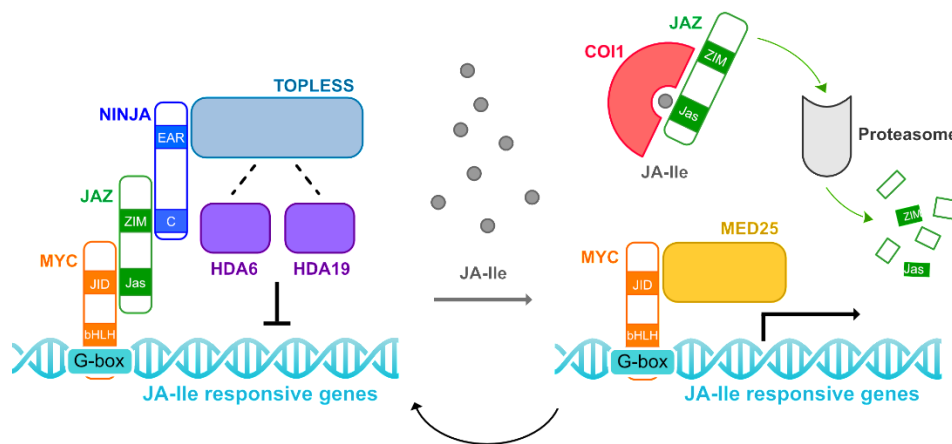 TOPLESS
NINJA
EAR
JAZ
ZIM
C
HDA6
HDA19
MYC
JID
Jas
bHLH
G-box
JA-Ile responsive genes
JA-Ile
JAZ
COI1
ZIM
Jas
JA-Ile
Proteasome
ZIM
Jas
MED25
MYC
JID
bHLH
G-box
JA-Ile responsive genes